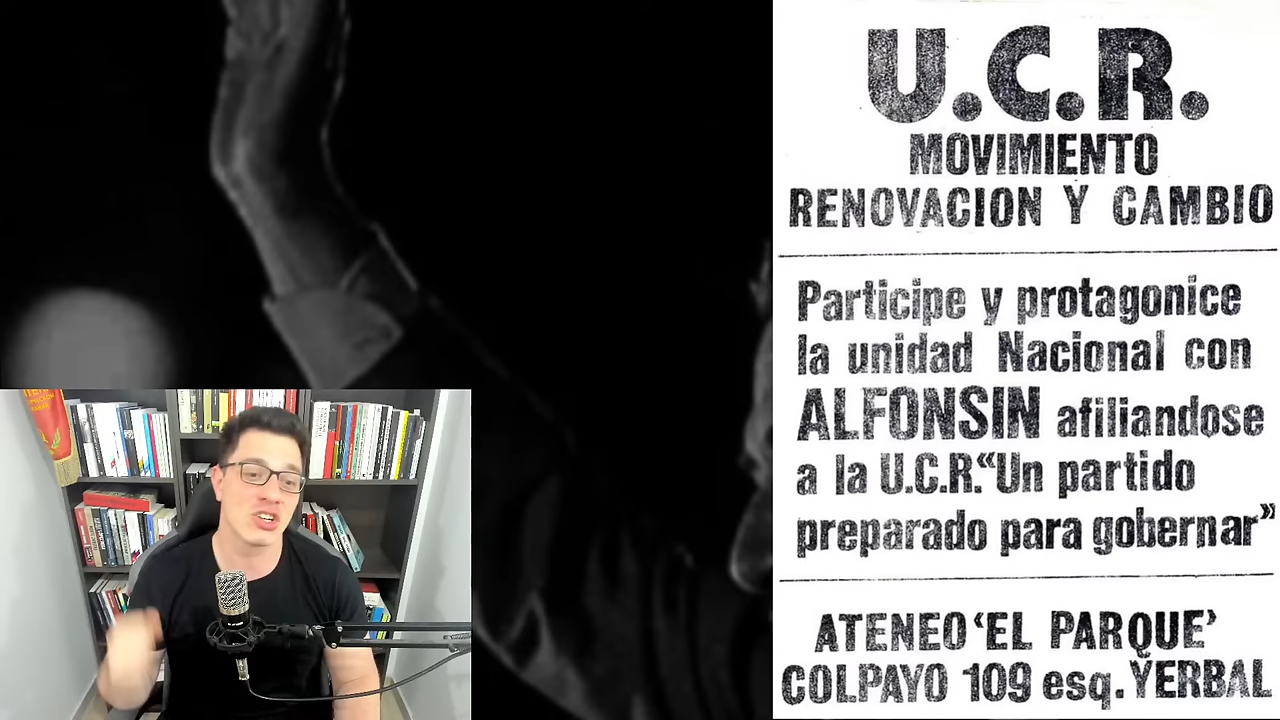 U.C.R.
MOVIMIENTO
RENOVACION Y CAMBIO
Participe y protagonice
la unidad Nacional con
ALFONSIN afiliandose
a la U.C.R.“Un partido
preparado para gobernar”
ATENEO ‘EL PARQUE’
COLPAYO 109 esq. YERBAL